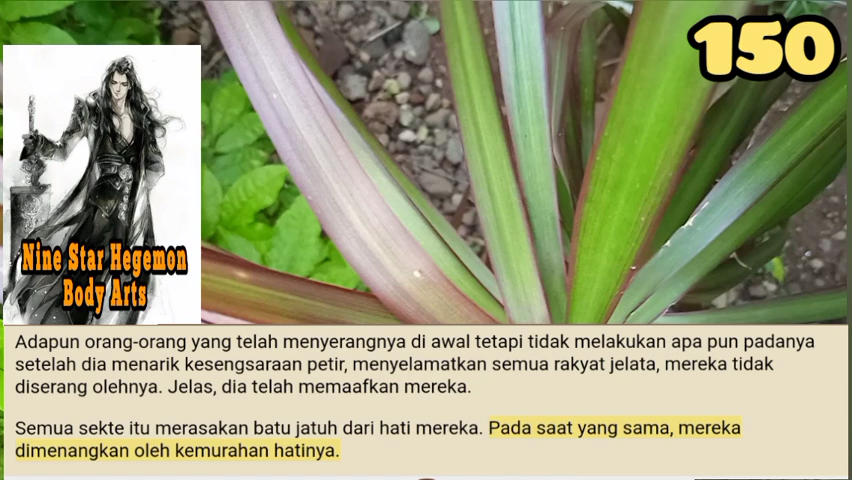 150
Nine Star Hegemon
Body Arts
Adapun orang-orang yang telah menyerangnya di awal tetapi tidak melakukan apa pun padanya
setelah dia menarik kesengsaraan petir, menyelamatkan semua rakyat jelata, mereka tidak
diserang olehnya. Jelas, dia telah memaafkan mereka.
Semua sekte itu merasakan batu jatuh dari hati mereka. Pada saat yang sama, mereka
dimenangkan oleh kemurahan hatinya.